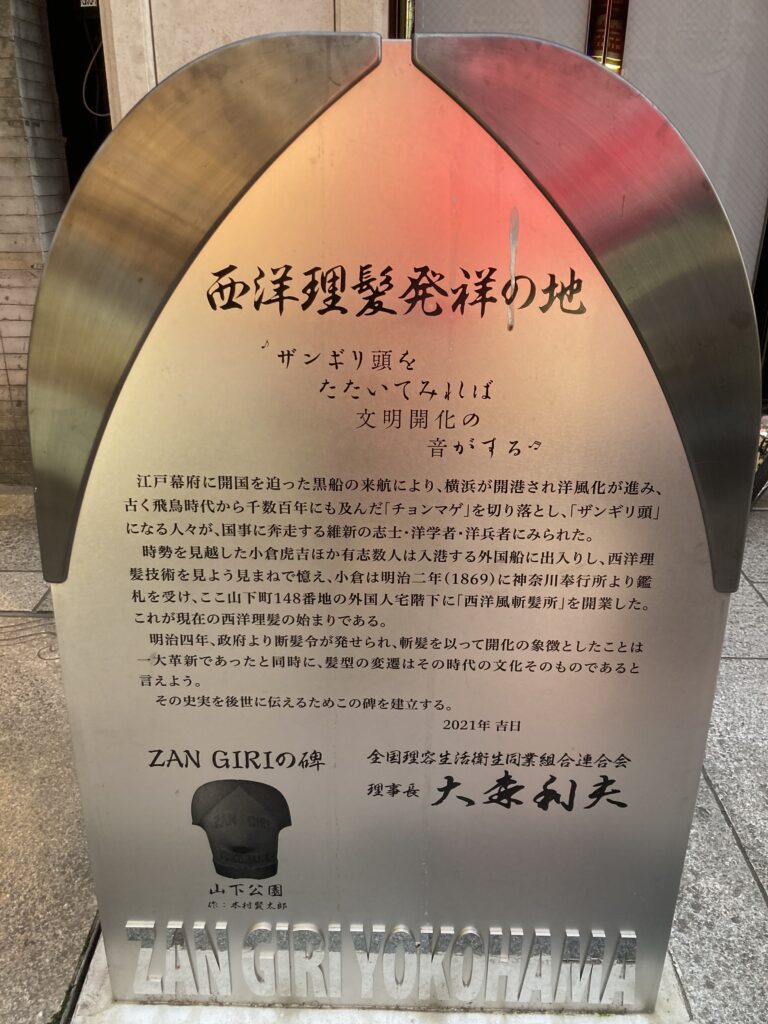 西洋理髪発祥の地
♪ザンギリ頭を
たたいてみれば
文明開化の
音がする♬
江戸幕府に開国を迫った黒船の来航により、横浜が開港され洋風化が進み、
古く飛鳥時代から千数百年にも及んだ「チョンマゲ」を切り落とし、「ザンギリ頭」
になる人々が、国事に奔走する維新の志士・洋学者・洋兵者にみられた。
時勢を見越した小倉虎吉ほか有志数人は入港する外国船に出入りし、西洋理
髪技術を見よう見まねで憶え、小倉は明治二年(1869)に神奈川奉行所より鑑
札を受け、ここ山下町148番地の外国人宅階下に「西洋風斬髪所」を開業した。
これが現在の西洋理髪の始まりである。
明治四年、政府より断髪令が発せられ、斬髪を以って開化の象徴としたことは
一大革新であったと同時に、髪型の変遷はその時代の文化そのものであると
言えよう。
その史実を後世に伝えるためこの碑を建立する。
2021年 吉日
ZAN GIRIの碑
ZAN GIRI
YOKOHAMA
山下公園
作:本村賢太郎
全国理容生活衛生同業組合連合会
理事長 大森利夫
ZAN GIRI YOKOHAMA